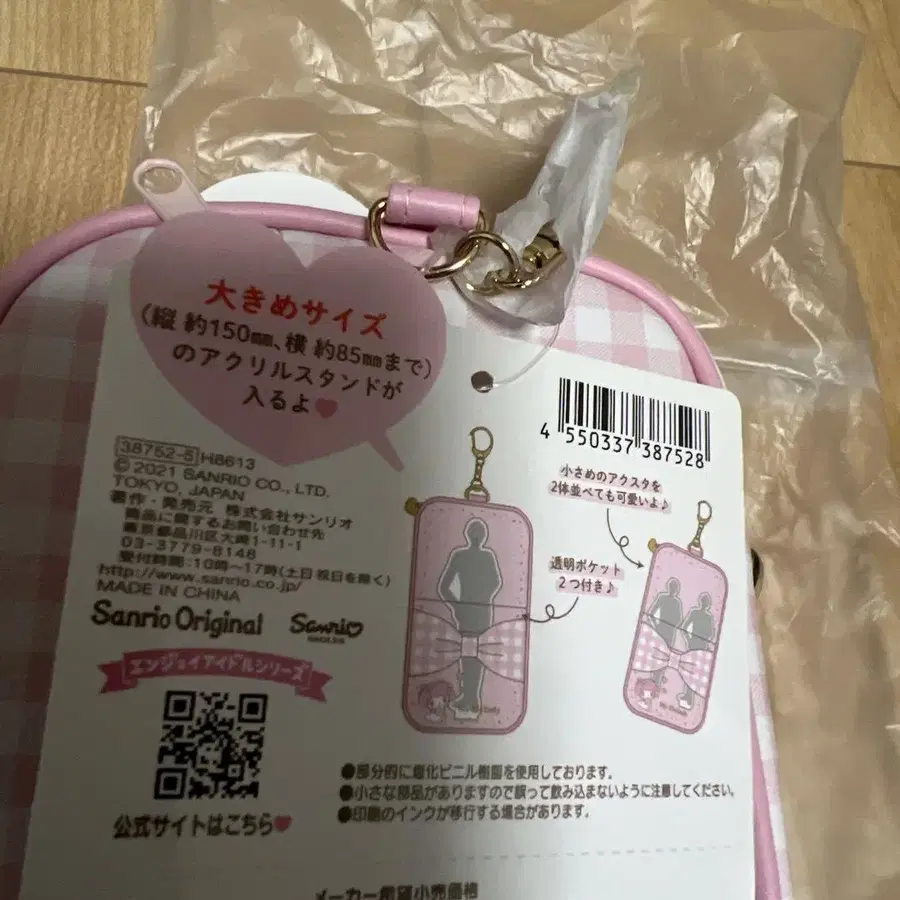 大きめサイズ
(縦 約150mm、横 約85mmまで)
のアクリルスタンドが
入るよ♥
38752-5 H8613
© 2021 SANRIO CO., LTD.
TOKYO, JAPAN
著作・発売元 株式会社サンリオ
商品に関するお問い合わせ先
東京都品川区大崎1-11-1
03-3779-8148
受付時間:10時〜17時(土日祝日を除く)
http://www.sanrio.co.jp/
MADE IN CHINA
Sanrio Original
Sanrio
エンジョイアイドルシリーズ
公式サイトはこちら♥
4 550337 387528
小さめのアクスタを
2体並べても可愛いよ♪
透明ポケット
2つ付き♪
●部分的に塩化ビニル樹脂を使用しております。
●小さな部品がありますので誤って飲み込まないように注意してください。
●印刷のインクが移行する場合があります。
メーカー希望小売価格